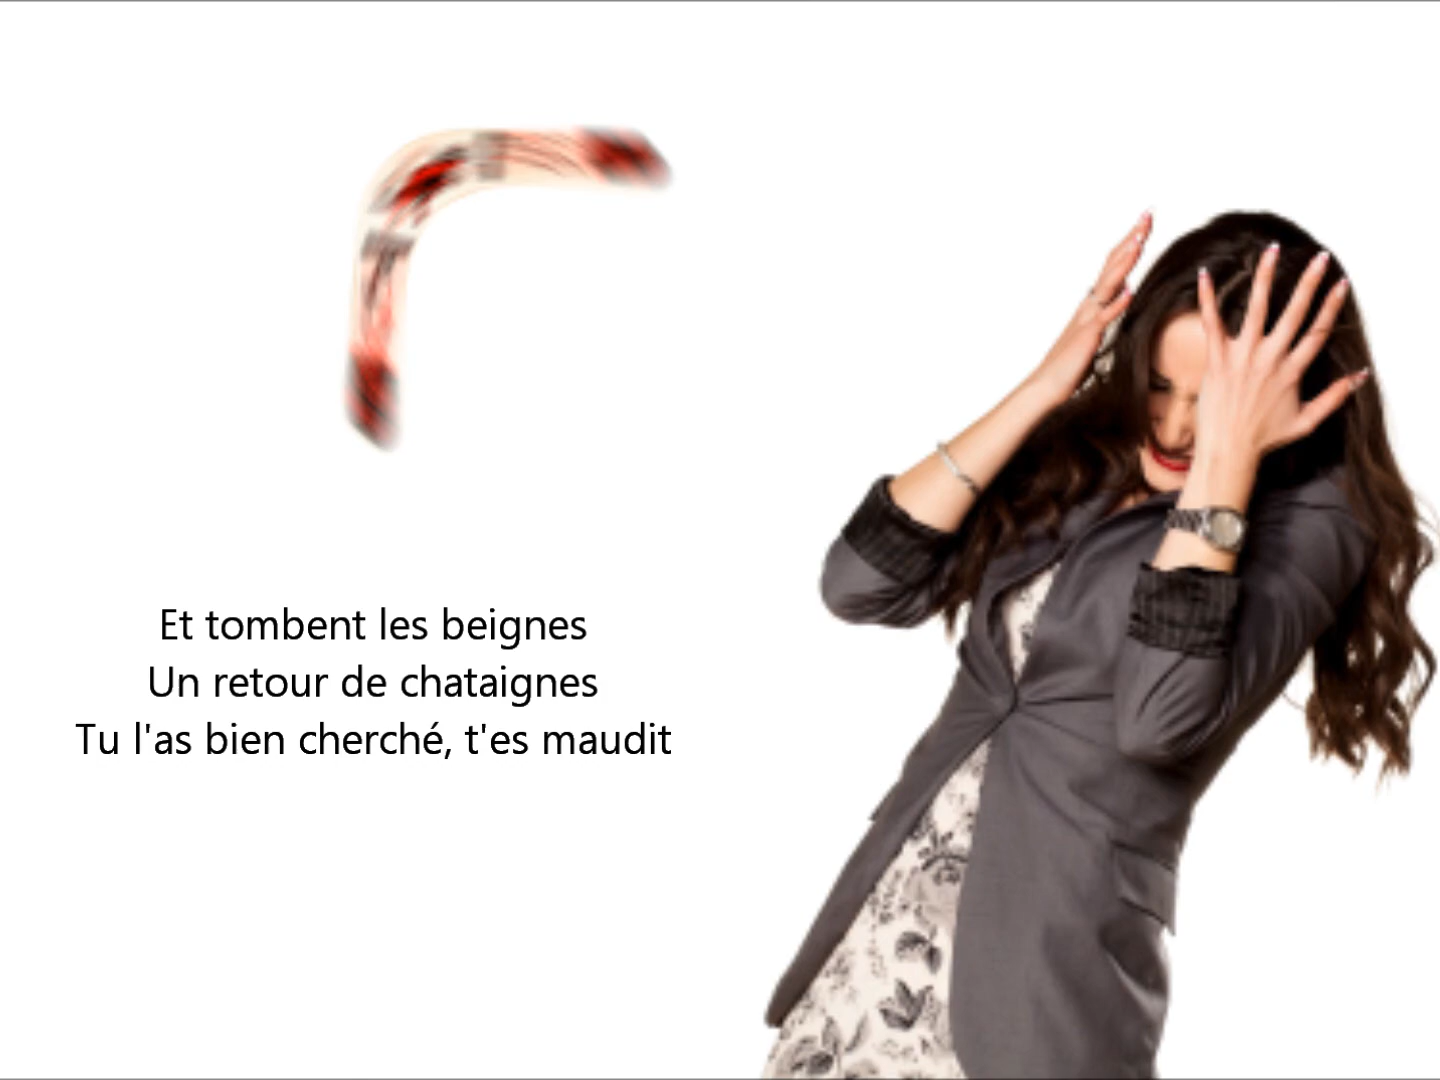 Et tombent les beignes
Un retour de chataignes
Tu l'as bien cherché, t'es maudit